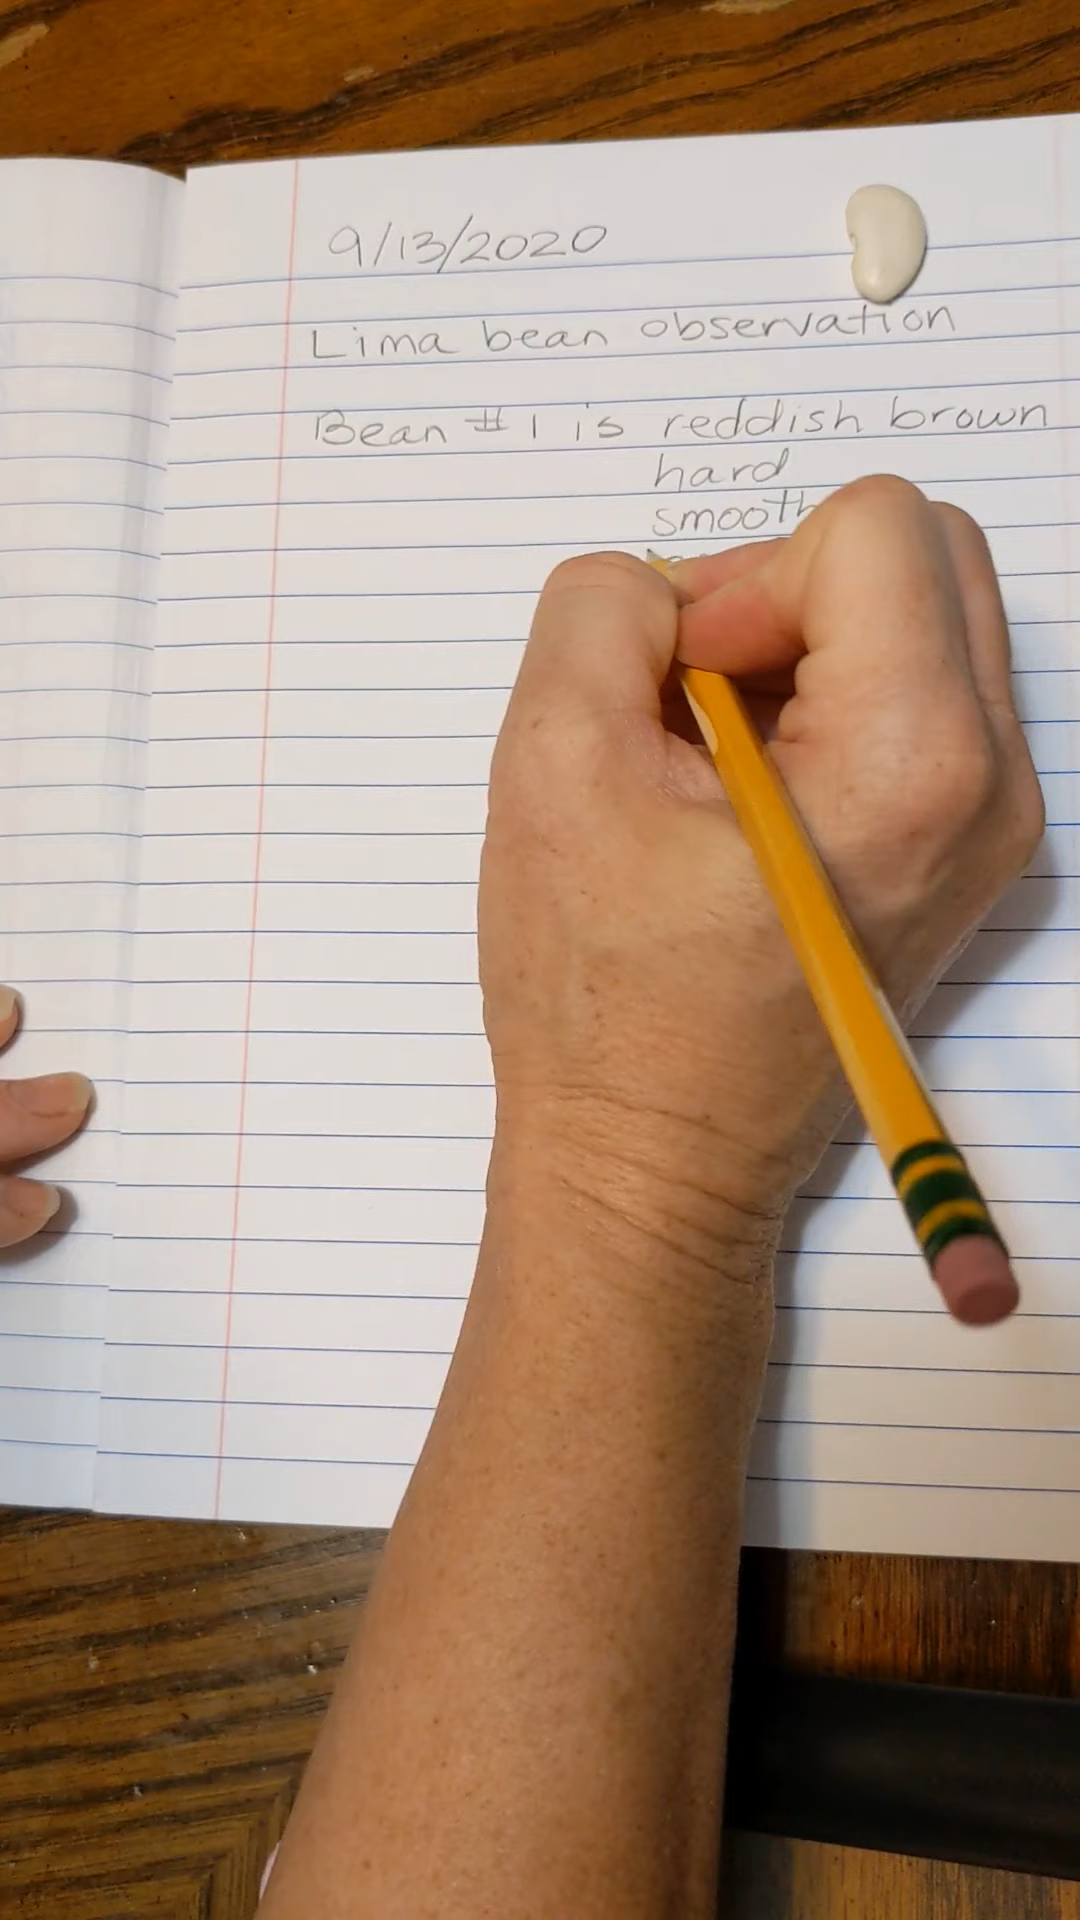 9/13/2020
Lima bean observation
Bean #1 is reddish brown
hard
smooth